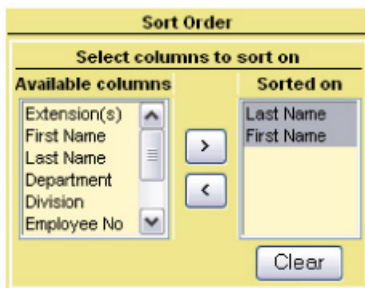 Sort Order
Select columns to sort on
Available columns
Sorted on
Extension(s)
First Name
Last Name
Department
Division
Employee No
>
<
Last Name
First Name
Clear